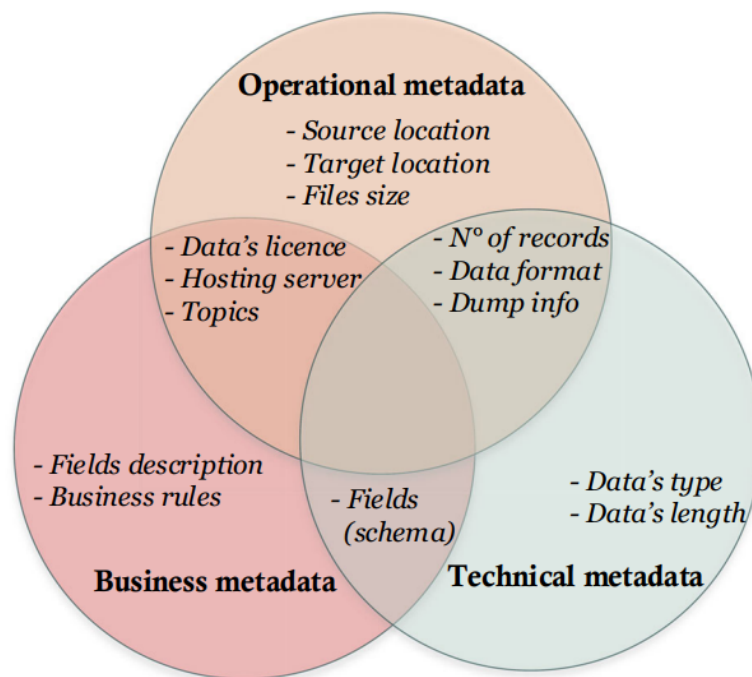 Operational metadata
- Source location
- Target location
- Files size
- Data's licence
- Hosting server
- Topics
- N° of records
- Data format
- Dump info
- Fields description
- Business rules
- Fields
(schema)
- Data's type
- Data's length
Business metadata
Technical metadata